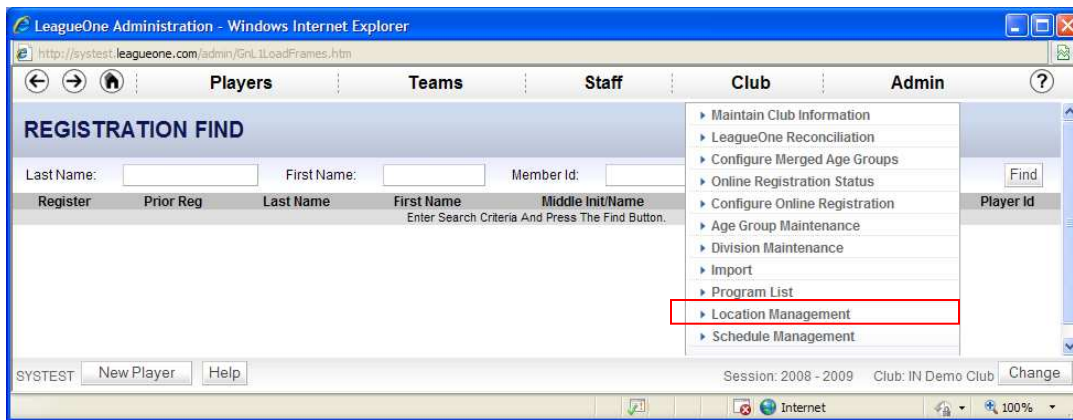 LeagueOne Administration - Windows Internet Explorer
http://systest.leagueone.com/admin/GnL1LoadFrames.htm
Players Teams Staff Club Admin ?
REGISTRATION FIND
Maintain Club Information
LeagueOne Reconciliation
Configure Merged Age Groups
Online Registration Status
Configure Online Registration
Age Group Maintenance
Division Maintenance
Import
Program List
Location Management
Schedule Management
Last Name: First Name: Member Id: Find
Register Prior Reg Last Name First Name Middle Init/Name Player Id
Enter Search Criteria And Press The Find Button.
SYSTEST New Player Help Session: 2008 - 2009 Club: IN Demo Club Change
Internet 100%